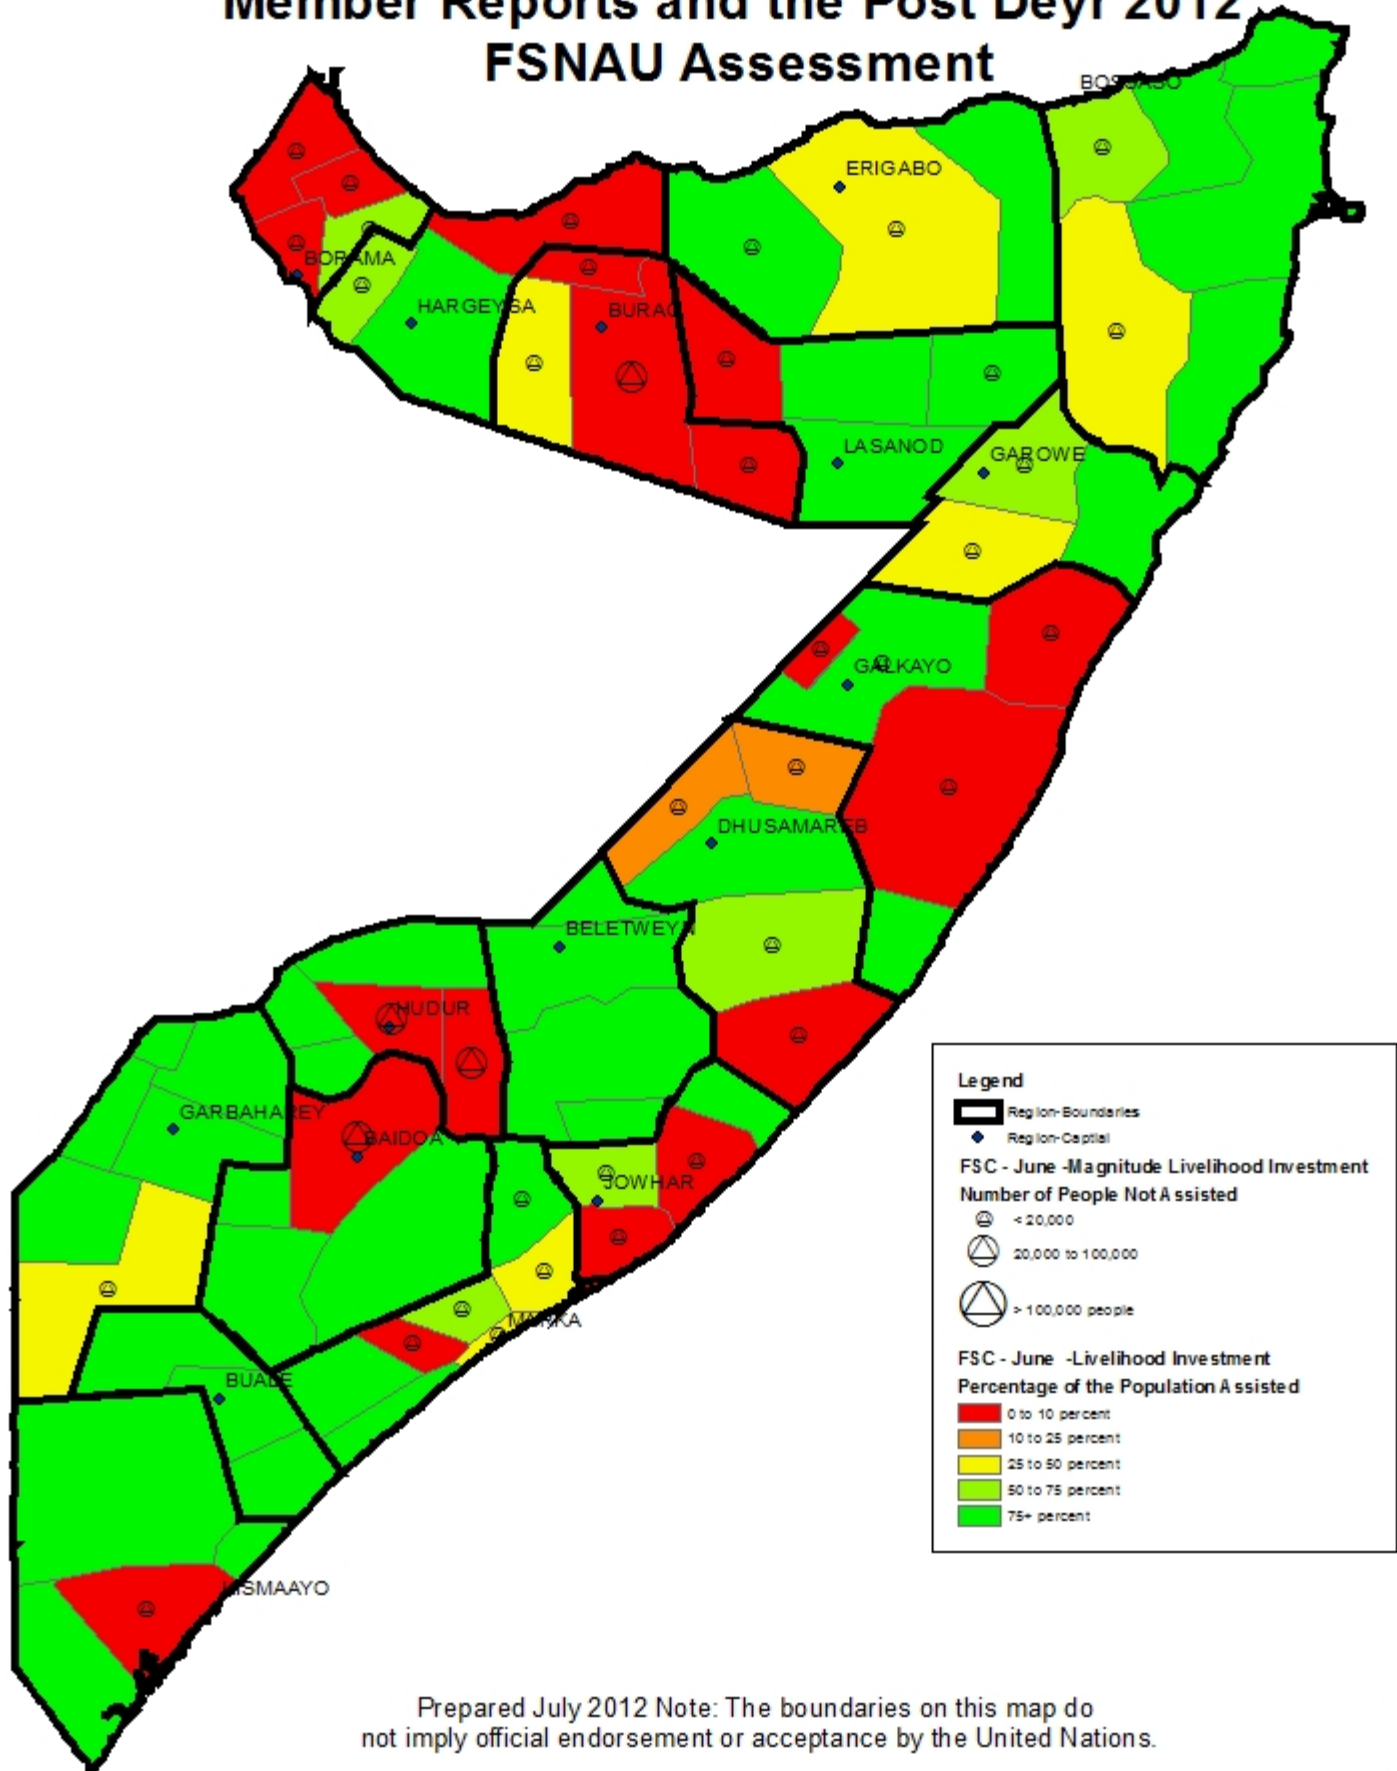 Member Reports and the Post Deyr 2012
FSNAU Assessment
BOSSASO
ERIGABO
BORAMA
HARGEYSA
BURAO
LASANOD
GAROWE
GALKAYO
DHUSAMAREB
BELETWEYN
HUDUR
GARBAHAREY
BAIDOA
JOWHAR
MARKA
BUALE
KISMAAYO
Legend
Region-Boundaries
Region-Captial
FSC - June -Magnitude Livelihood Investment
Number of People Not Assisted
< 20,000
20,000 to 100,000
> 100,000 people
FSC - June -Livelihood Investment
Percentage of the Population Assisted
0 to 10 percent
10 to 25 percent
25 to 50 percent
50 to 75 percent
75+ percent
Prepared July 2012 Note: The boundaries on this map do
not imply official endorsement or acceptance by the United Nations.